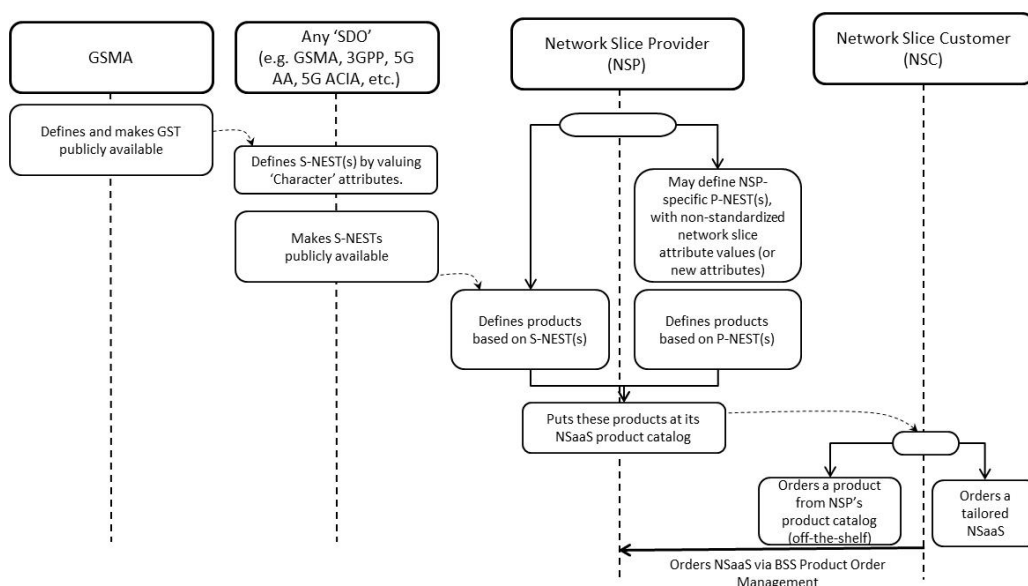 GSMA
Any ‘SDO’
(e.g. GSMA, 3GPP, 5G
AA, 5G ACIA, etc.)
Network Slice Provider
(NSP)
Network Slice Customer
(NSC)
Defines and makes GST
publicly available
Defines S-NEST(s) by valuing
‘Character’ attributes.
May define NSP-
specific P-NEST(s),
with non-standardized
network slice
attribute values (or
new attributes)
Makes S-NESTs
publicly available
Defines products
based on S-NEST(s)
Defines products
based on P-NEST(s)
Puts these products at its
NSaaS product catalog
Orders a product
from NSP’s
product catalog
(off-the-shelf)
Orders a
tailored
NSaaS
Orders NSaaS via BSS Product Order
Management